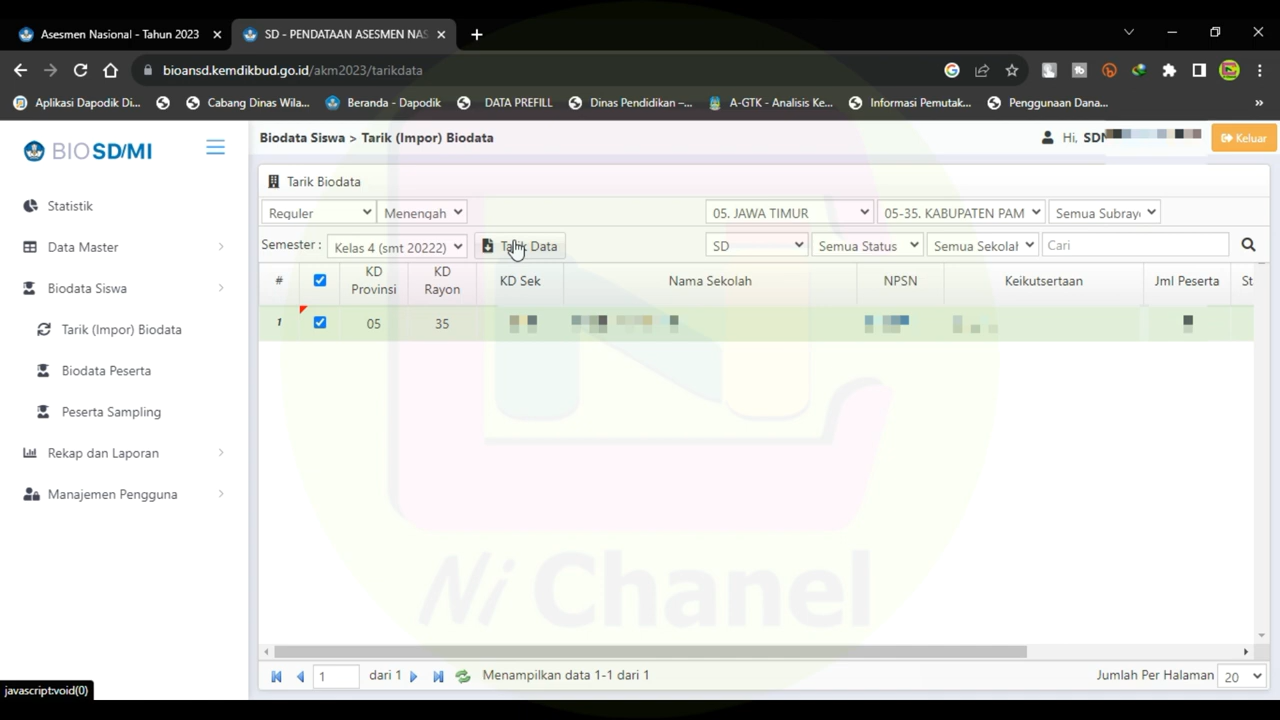 Asesmen Nasional - Tahun 2023
SD - PENDATAAN ASESMEN NAS
bioansd.kemdikbud.go.id/akm2023/tarikdata
Aplikasi Dapodik Di...
Cabang Dinas Wila...
Beranda - Dapodik
DATA PREFILL
Dinas Pendidikan –...
A-GTK - Analisis Ke...
Informasi Pemutak...
Penggunaan Dana...
»
BIO SD/MI
Biodata Siswa > Tarik (Impor) Biodata
Hi, SDN
Keluar
Statistik
Data Master
Biodata Siswa
Tarik (Impor) Biodata
Biodata Peserta
Peserta Sampling
Rekap dan Laporan
Manajemen Pengguna
Tarik Biodata
Reguler
Menengah
05. JAWA TIMUR
05-35. KABUPATEN PAM
Semua Subray
Semester :
Kelas 4 (smt 20222)
Tarik Data
SD
Semua Status
Semua Sekolah
Cari
# KD Provinsi KD Rayon KD Sek Nama Sekolah NPSN Keikutsertaan Jml Peserta St
1 05 35
Ni Chanel
1 dari 1
Menampilkan data 1-1 dari 1
Jumlah Per Halaman 20
javascript:void(0)